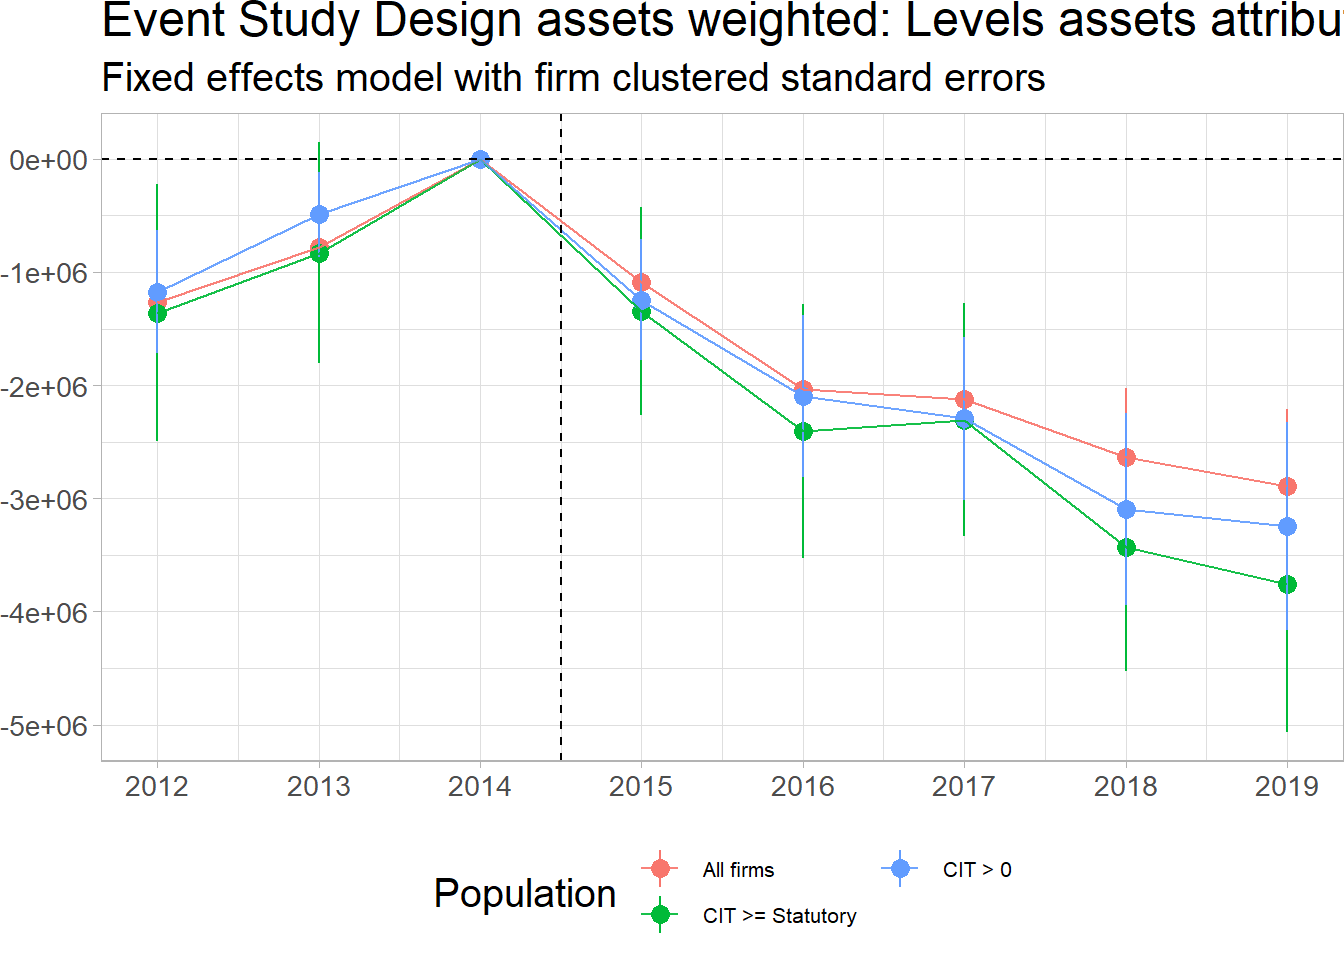 Event Study Design assets weighted: Levels assets attribu
Fixed effects model with firm clustered standard errors
0e+00
-1e+06
-2e+06
-3e+06
-4e+06
-5e+06
2012 2013 2014 2015 2016 2017 2018 2019
Population
All firms CIT > 0
CIT >= Statutory